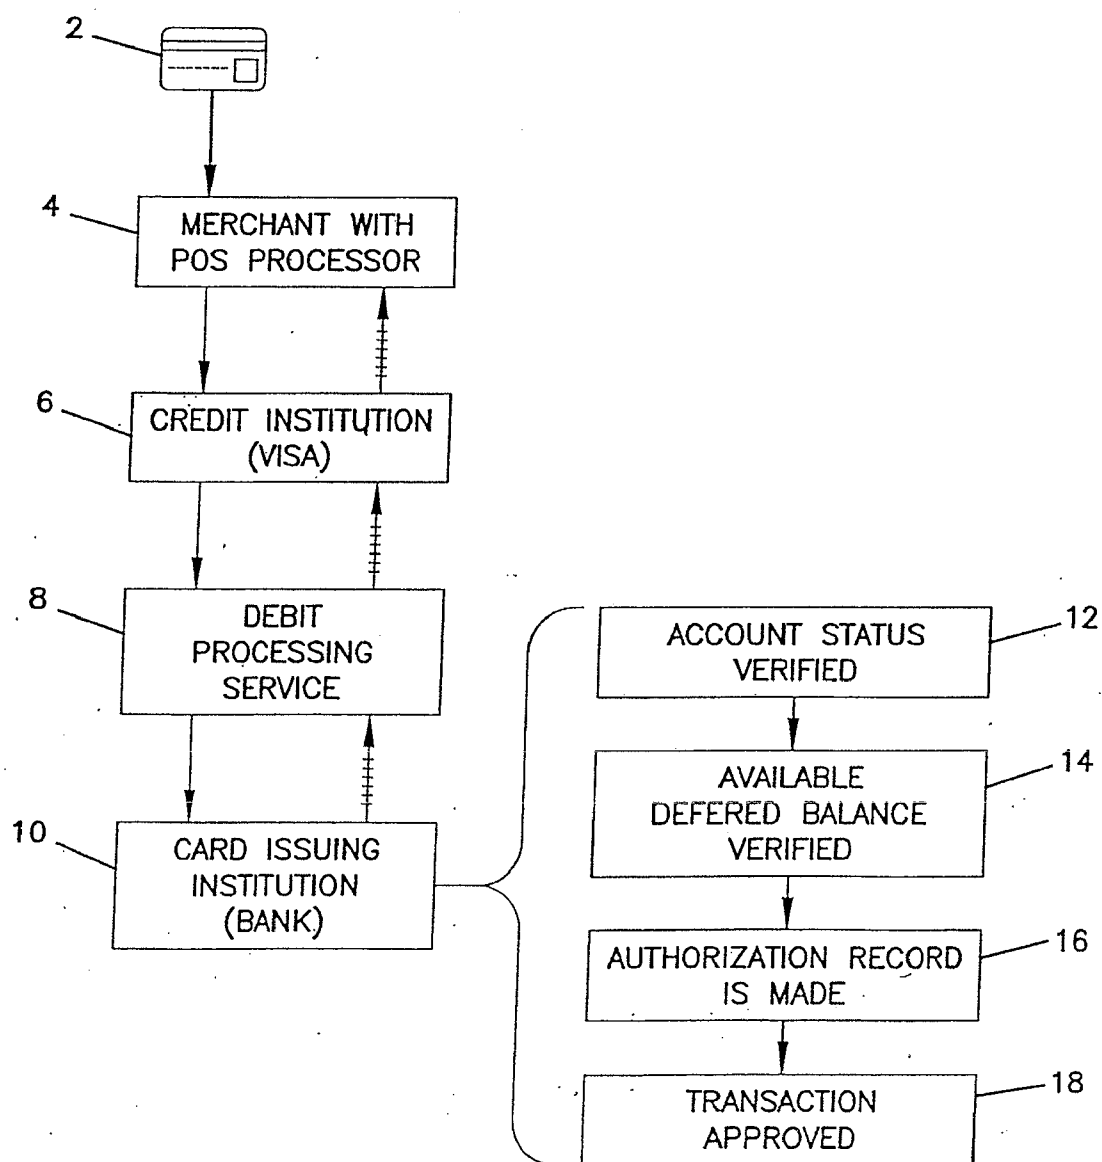 2
4
MERCHANT WITH
POS PROCESSOR
6
CREDIT INSTITUTION
(VISA)
8
DEBIT
PROCESSING
SERVICE
10
CARD ISSUING
INSTITUTION
(BANK)
12
ACCOUNT STATUS
VERIFIED
14
AVAILABLE
DEFERED BALANCE
VERIFIED
16
AUTHORIZATION RECORD
IS MADE
18
TRANSACTION
APPROVED